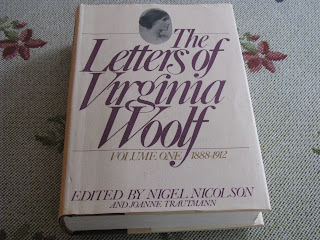 The
Letters of
Virginia
Woolf
VOLUME ONE / 1888-1912
EDITED BY NIGEL NICOLSON
AND JOANNE TRAUTMANN